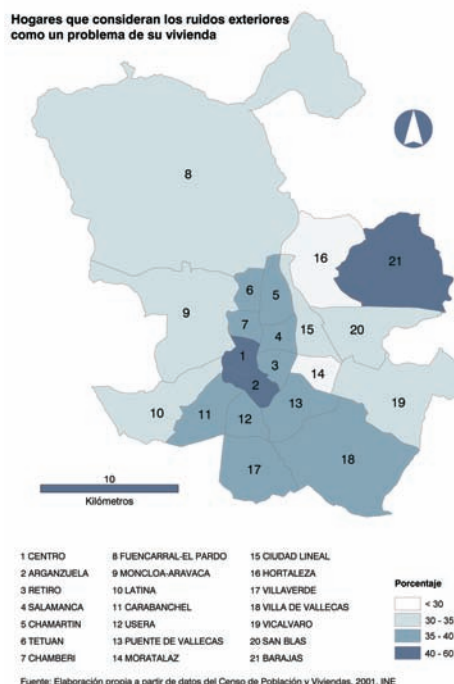 Hogares que consideran los ruidos exteriores
como un problema de su vivienda
8
16
21
6
5
9
7
4
15
20
1
3
14
2
10
11
12
13
19
17
18
10
Kilómetros
1 CENTRO
2 ARGANZUELA
3 RETIRO
4 SALAMANCA
5 CHAMARTIN
6 TETUAN
7 CHAMBERI
8 FUENCARRAL-EL PARDO
9 MONCLOA-ARAVACA
10 LATINA
11 CARABANCHEL
12 USERA
13 PUENTE DE VALLECAS
14 MORATALAZ
15 CIUDAD LINEAL
16 HORTALEZA
17 VILLAVERDE
18 VILLA DE VALLECAS
19 VICALVARO
20 SAN BLAS
21 BARAJAS
Porcentaje
< 30
30 - 35
35 - 40
40 - 60
Fuente: Elaboración propia a partir de datos del Censo de Población y Viviendas, 2001. INE